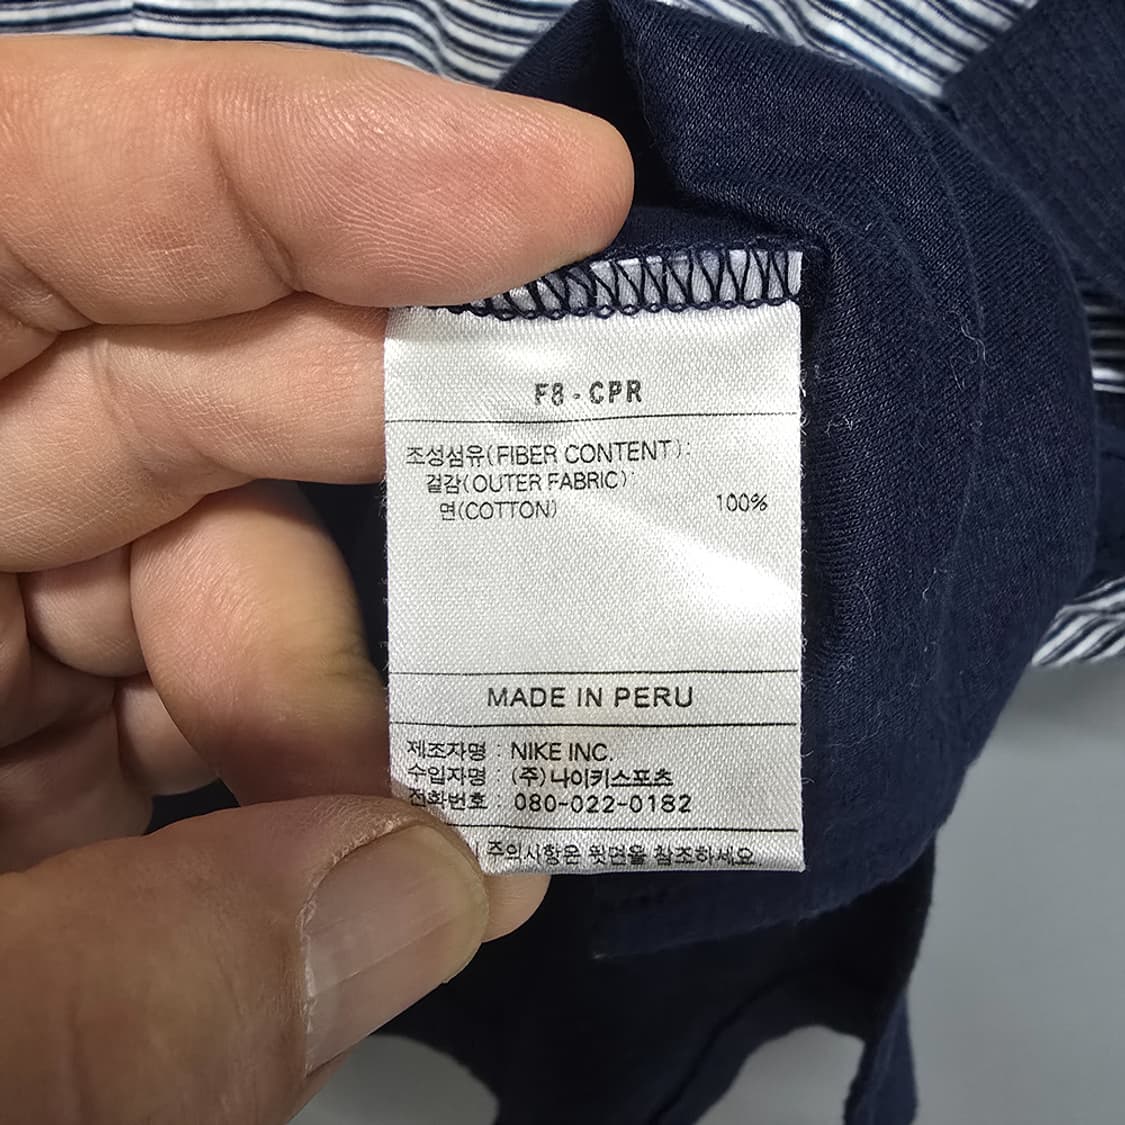 F8 - CPR
조성섬유(FIBER CONTENT):
겉감(OUTER FABRIC):
면(COTTON) 100%
MADE IN PERU
제조자명 : NIKE INC.
수입자명 : (주)나이키스포츠
전화번호 : 080-022-0182
주의사항은 뒷면을 참조하세요